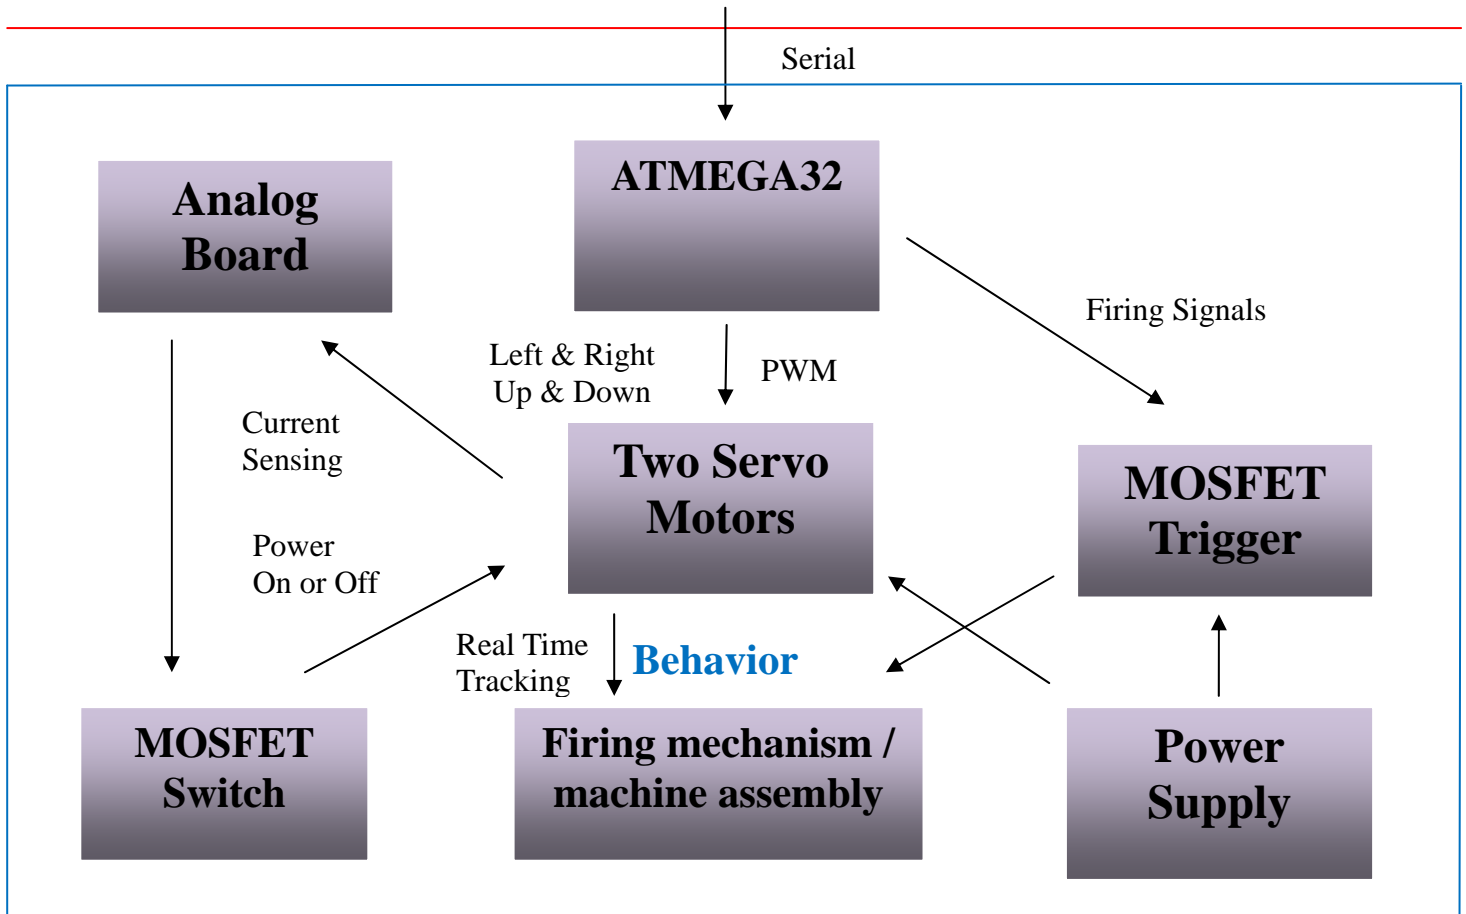 Serial
ATMEGA32
Analog
Board
Firing Signals
Left & Right
Up & Down
PWM
Current
Sensing
Two Servo
Motors
MOSFET
Trigger
Power
On or Off
Real Time
Tracking
Behavior
MOSFET
Switch
Firing mechanism /
machine assembly
Power
Supply